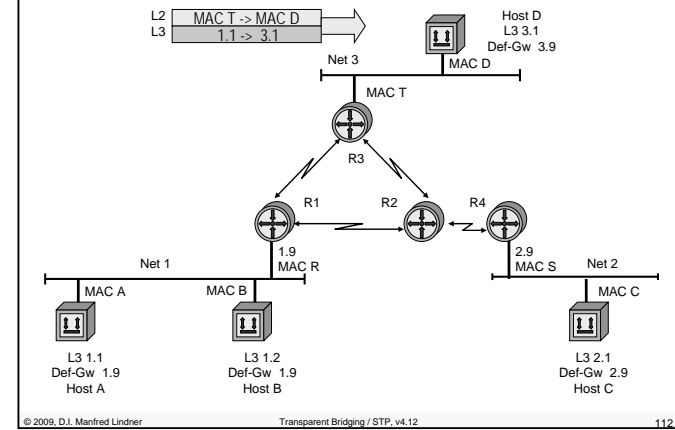 L2 MAC T -> MAC D
L3 1.1 -> 3.1
Host D
L3 3.1
Def-Gw 3.9
MAC D
Net 3
MAC T
R3
R1
R2
R4
1.9
MAC R
2.9
MAC S
Net 1
Net 2
MAC A
MAC B
MAC C
L3 1.1
Def-Gw 1.9
Host A
L3 1.2
Def-Gw 1.9
Host B
L3 2.1
Def-Gw 2.9
Host C
© 2009, D.I. Manfred Lindner
Transparent Bridging / STP, v4.12
112